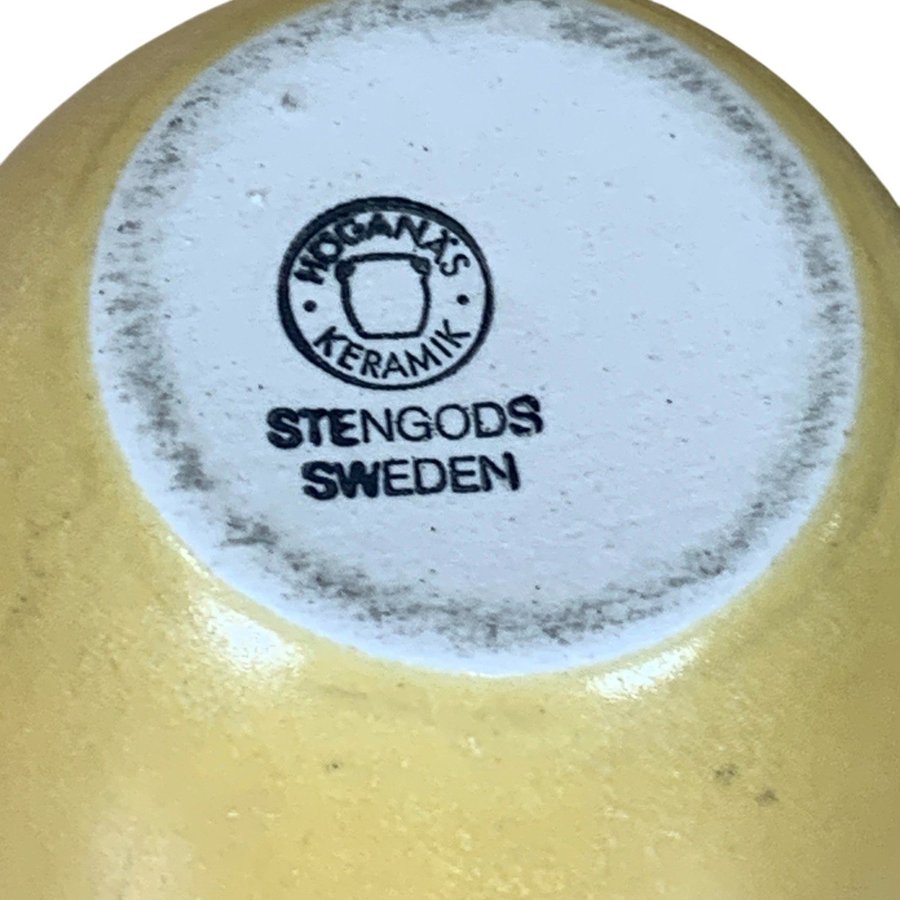 HÖGANÄS
KERAMIK
STENGODS
SWEDEN